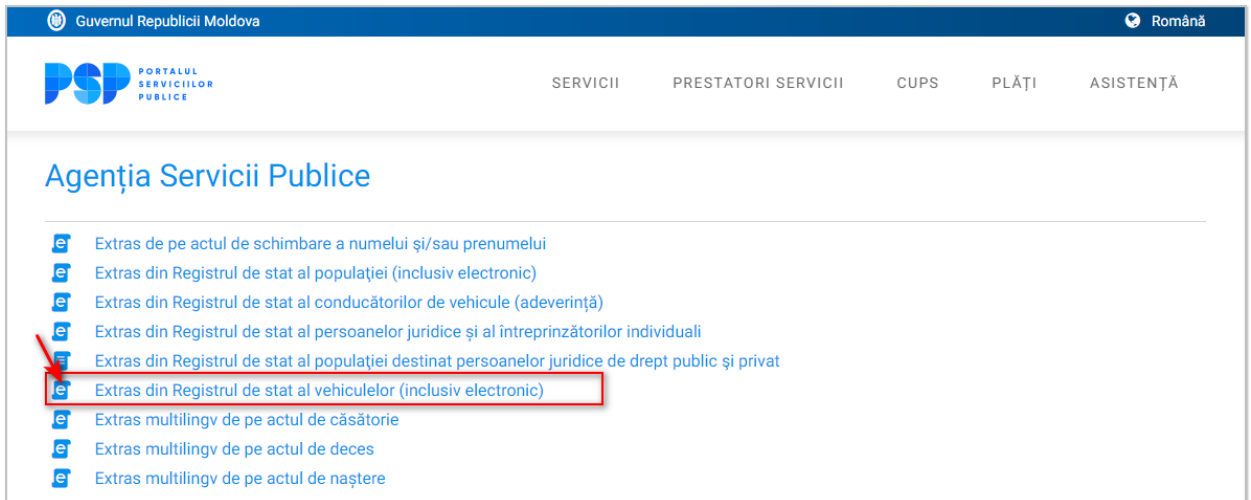 Guvernul Republicii Moldova
Română
PSP
PORTALUL
SERVICIILOR
PUBLICE
SERVICII
PRESTATORI SERVICII
CUPS
PLĂȚI
ASISTENȚĂ
Agenția Servicii Publice
Extras de pe actul de schimbare a numelui şi/sau prenumelui
Extras din Registrul de stat al populaţiei (inclusiv electronic)
Extras din Registrul de stat al conducătorilor de vehicule (adeverință)
Extras din Registrul de stat al persoanelor juridice și al întreprinzătorilor individuali
Extras din Registrul de stat al populaţiei destinat persoanelor juridice de drept public şi privat
Extras din Registrul de stat al vehiculelor (inclusiv electronic)
Extras multilingv de pe actul de căsătorie
Extras multilingv de pe actul de deces
Extras multilingv de pe actul de naștere